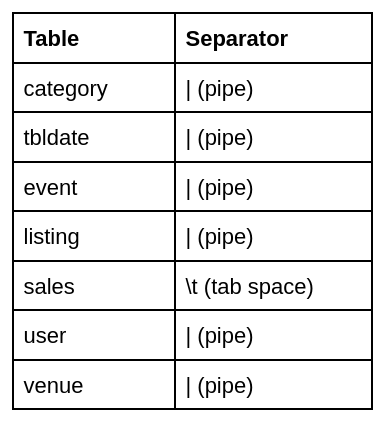 Table Separator
category | (pipe)
tbldate | (pipe)
event | (pipe)
listing | (pipe)
sales \t (tab space)
user | (pipe)
venue | (pipe)